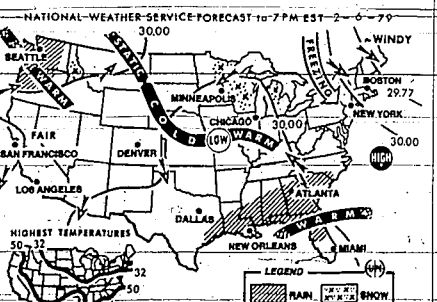 NATIONAL WEATHER SERVICE FORECAST to 7 PM EST 2-6-79
30.00
WINDY
SEATTLE
STATIC
FREEZING
BOSTON
29.77
WARM
MINNEAPOLIS
NEW YORK
CHICAGO
30.00
COLD
LOW
WARM
30.00
FAIR
SAN FRANCISCO
DENVER
HIGH
LOS ANGELES
ATLANTA
DALLAS
WARM
HIGHEST TEMPERATURES
50
32
NEW ORLEANS
MIAMI
32
50
LEGEND
UPI
RAIN
SNOW